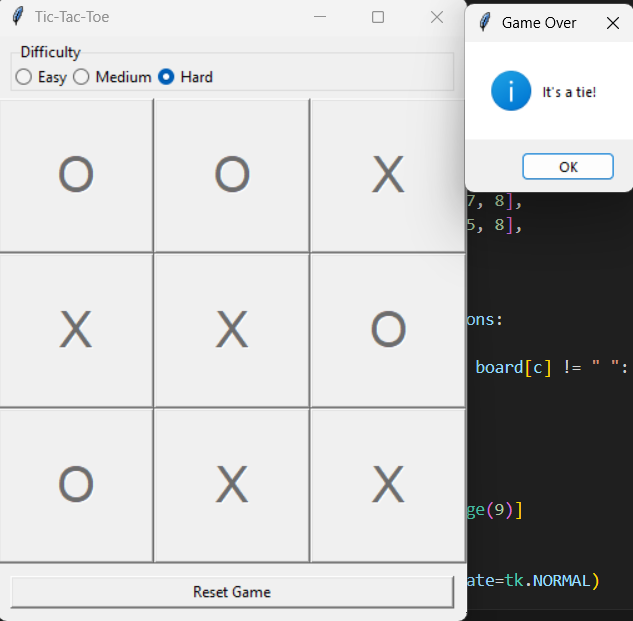 Tic-Tac-Toe
Game Over
Difficulty
Easy Medium Hard
It's a tie!
OK
O O X
X X O
O X X
Reset Game
7, 8],
5, 8],
ons:
board[c] != " ":
ge(9)]
ate=tk.NORMAL)